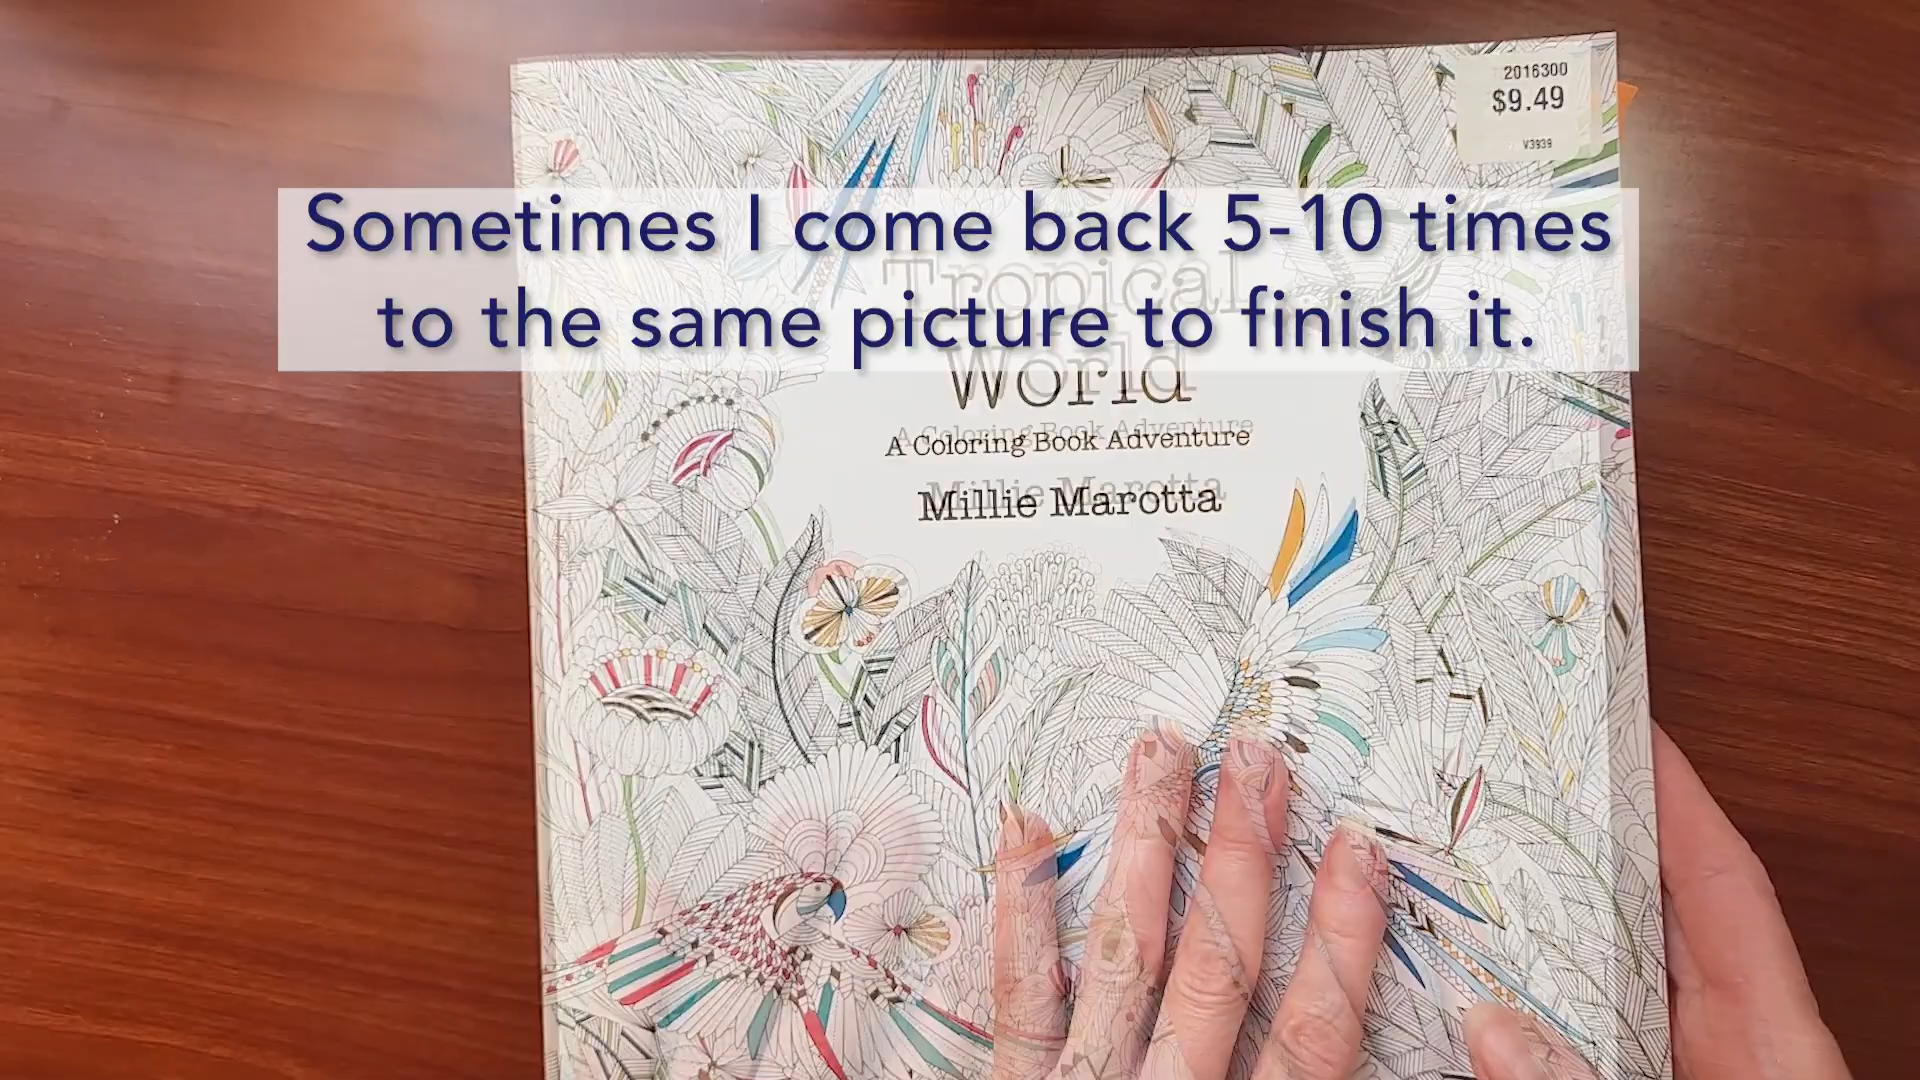 2016300
$9.49
V3939
Sometimes I come back 5-10 times
to the same picture to finish it.
Tropical
World
A Coloring Book Adventure
Millie Marotta